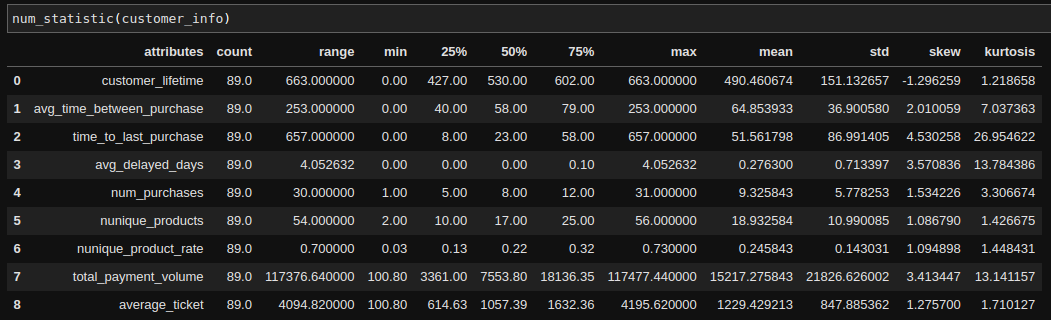 num_statistic(customer_info)
attributes count range min 25% 50% 75% max mean std skew kurtosis
0 customer_lifetime 89.0 663.000000 0.00 427.00 530.00 602.00 663.000000 490.460674 151.132657 -1.296259 1.218658
1 avg_time_between_purchase 89.0 253.000000 0.00 40.00 58.00 79.00 253.000000 64.853933 36.900580 2.010059 7.037363
2 time_to_last_purchase 89.0 657.000000 0.00 8.00 23.00 58.00 657.000000 51.561798 86.991405 4.530258 26.954622
3 avg_delayed_days 89.0 4.052632 0.00 0.00 0.00 0.10 4.052632 0.276300 0.713397 3.570836 13.784386
4 num_purchases 89.0 30.000000 1.00 5.00 8.00 12.00 31.000000 9.325843 5.778253 1.534226 3.306674
5 nunique_products 89.0 54.000000 2.00 10.00 17.00 25.00 56.000000 18.932584 10.990085 1.086790 1.426675
6 nunique_product_rate 89.0 0.700000 0.03 0.13 0.22 0.32 0.730000 0.245843 0.143031 1.094898 1.448431
7 total_payment_volume 89.0 117376.640000 100.80 3361.00 7553.80 18136.35 117477.440000 15217.275843 21826.626002 3.413447 13.141157
8 average_ticket 89.0 4094.820000 100.80 614.63 1057.39 1632.36 4195.620000 1229.429213 847.885362 1.275700 1.710127